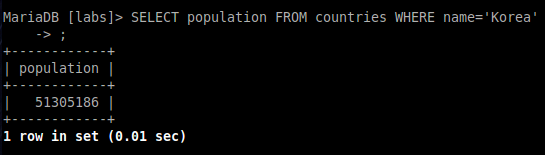 MariaDB [labs]> SELECT population FROM countries WHERE name='Korea'
    -> ;
+------------+
| population |
+------------+
|   51305186 |
+------------+
1 row in set (0.01 sec)